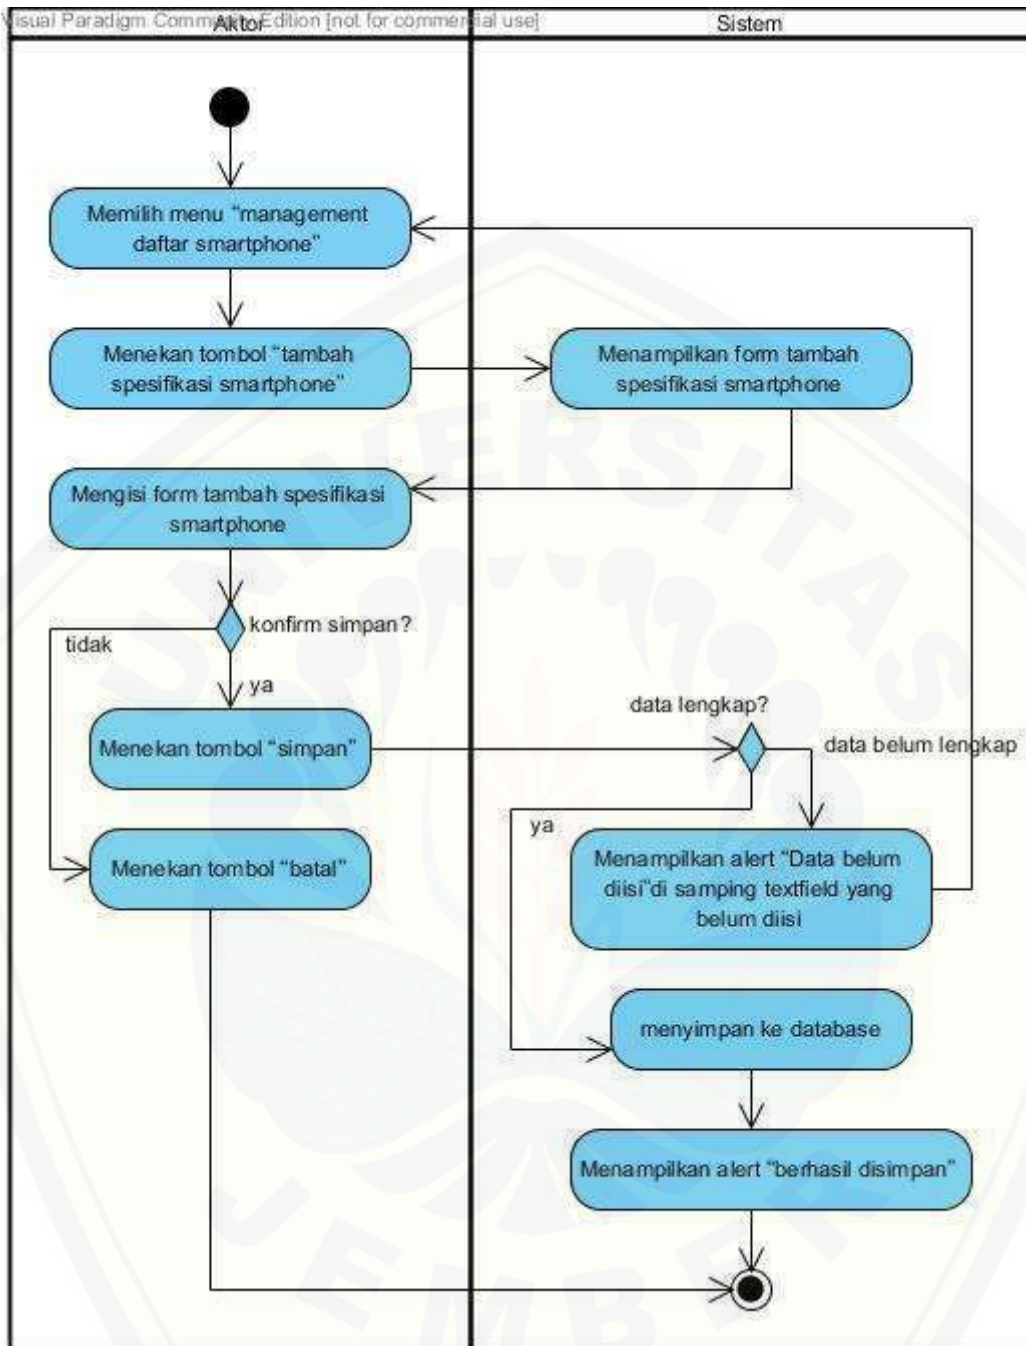 Visual Paradigm Community Edition [not for commercial use]
Aktor
Sistem
Memilih menu “management
daftar smartphone”
Menekan tombol “tambah
spesifikasi smartphone”
Menampilkan form tambah
spesifikasi smartphone
Mengisi form tambah spesifikasi
smartphone
konfirm simpan?
tidak
ya
Menekan tombol “simpan”
data lengkap?
data belum lengkap
ya
Menekan tombol “batal”
Menampilkan alert “Data belum
diisi”di samping textfield yang
belum diisi
menyimpan ke database
Menampilkan alert “berhasil disimpan”
UNIVERSITAS
JEMBER